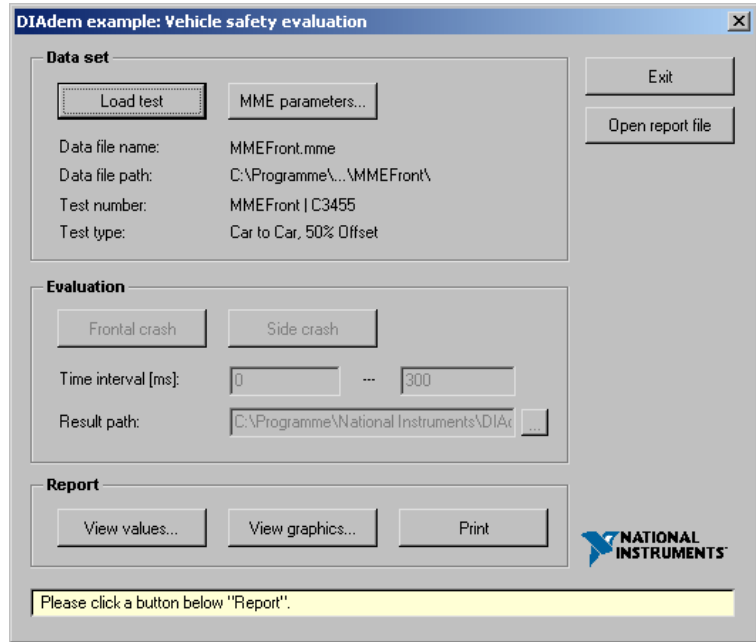 DIAdem example: Vehicle safety evaluation
Data set
Load test MME parameters...
Exit
Open report file
Data file name: MMEFront.mme
Data file path: C:\Programme\...\MMEFront\
Test number: MMEFront | C3455
Test type: Car to Car, 50% Offset
Evaluation
Frontal crash Side crash
Time interval [ms]: 0 --- 300
Result path: C:\Programme\National Instruments\DIAd ...
Report
View values... View graphics... Print
NATIONAL
INSTRUMENTS
Please click a button below "Report".